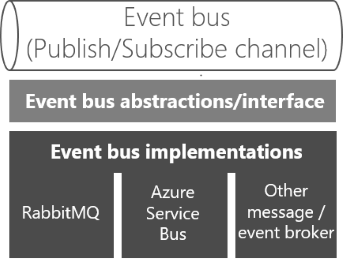 Event bus
(Publish/Subscribe channel)
Event bus abstractions/interface
Event bus implementations
RabbitMQ
Azure
Service
Bus
Other
message /
event broker